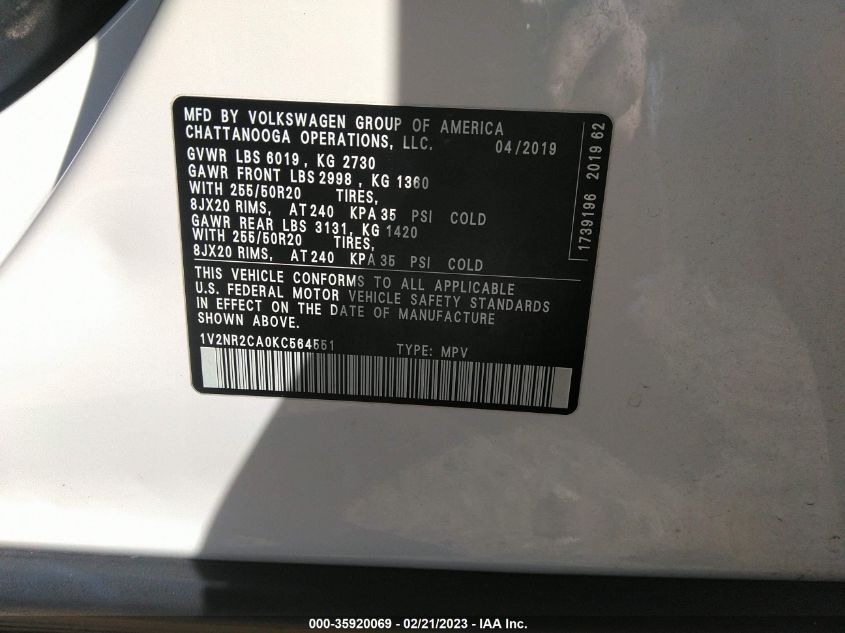 MFD BY VOLKSWAGEN GROUP OF AMERICA
CHATTANOOGA OPERATIONS, LLC. 04/2019
GVWR LBS 6019, KG 2730
GAWR FRONT LBS 2998, KG 1360
WITH 255/50R20 TIRES,
8JX20 RIMS, AT 240 KPA 35 PSI COLD
GAWR REAR LBS 3131, KG 1420
WITH 255/50R20 TIRES,
8JX20 RIMS, AT 240 KPA 35 PSI COLD
THIS VEHICLE CONFORMS TO ALL APPLICABLE
U.S. FEDERAL MOTOR VEHICLE SAFETY STANDARDS
IN EFFECT ON THE DATE OF MANUFACTURE
SHOWN ABOVE.
1V2NR2CA0KC564551 TYPE: MPV
1739196 2019 62
000-35920069 - 02/21/2023 - IAA Inc.